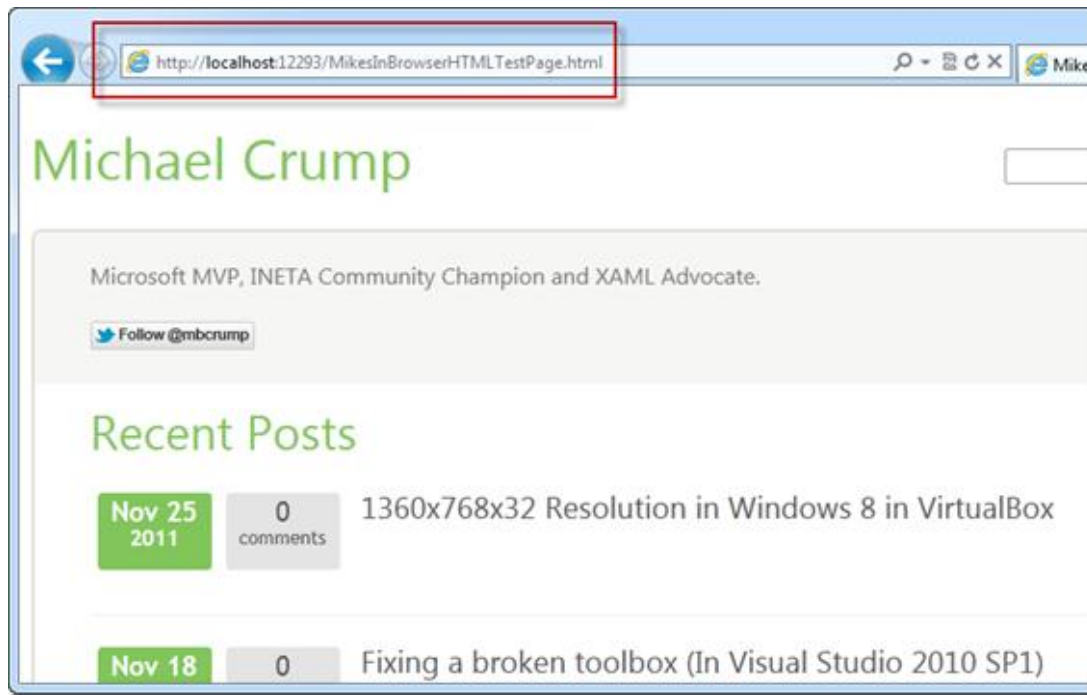 http://localhost:12293/MikesInBrowserHTMLTestPage.html
Mike
Michael Crump
Microsoft MVP, INETA Community Champion and XAML Advocate.
Follow @mbcrump
Recent Posts
Nov 25
2011
0
comments
1360x768x32 Resolution in Windows 8 in VirtualBox
Nov 18
0
Fixing a broken toolbox (In Visual Studio 2010 SP1)